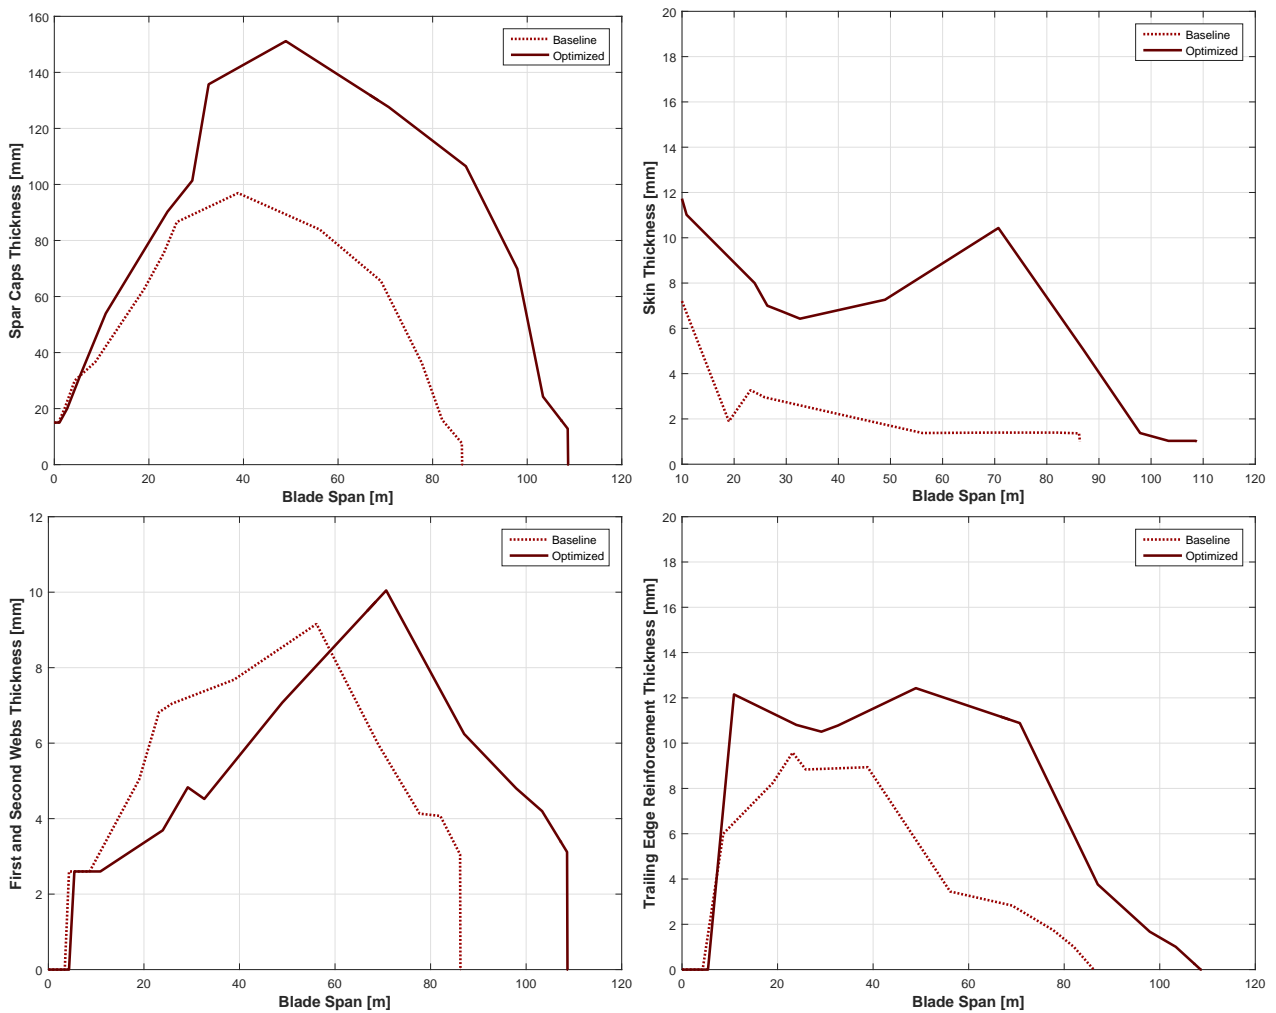 160
140
120
100
80
60
40
20
0
0 20 40 60 80 100 120
Spar Caps Thickness [mm]
Blade Span [m]
Baseline
Optimized
20
18
16
14
12
10
8
6
4
2
0
10 20 30 40 50 60 70 80 90 100 110 120
Skin Thickness [mm]
Blade Span [m]
Baseline
Optimized
12
10
8
6
4
2
0
0 20 40 60 80 100 120
First and Second Webs Thickness [mm]
Blade Span [m]
Baseline
Optimized
20
18
16
14
12
10
8
6
4
2
0
0 20 40 60 80 100 120
Trailing Edge Reinforcement Thickness [mm]
Blade Span [m]
Baseline
Optimized